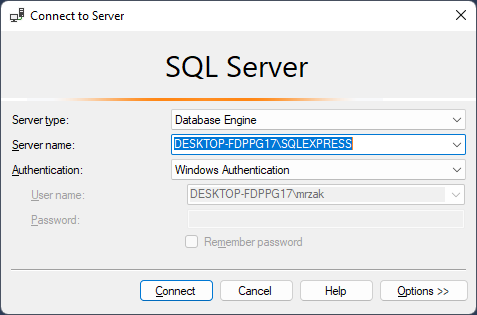 Connect to Server
SQL Server
Server type: Database Engine
Server name: DESKTOP-FDPPG17\SQLEXPRESS
Authentication: Windows Authentication
User name: DESKTOP-FDPPG17\mrzak
Password:
Remember password
Connect Cancel Help Options >>